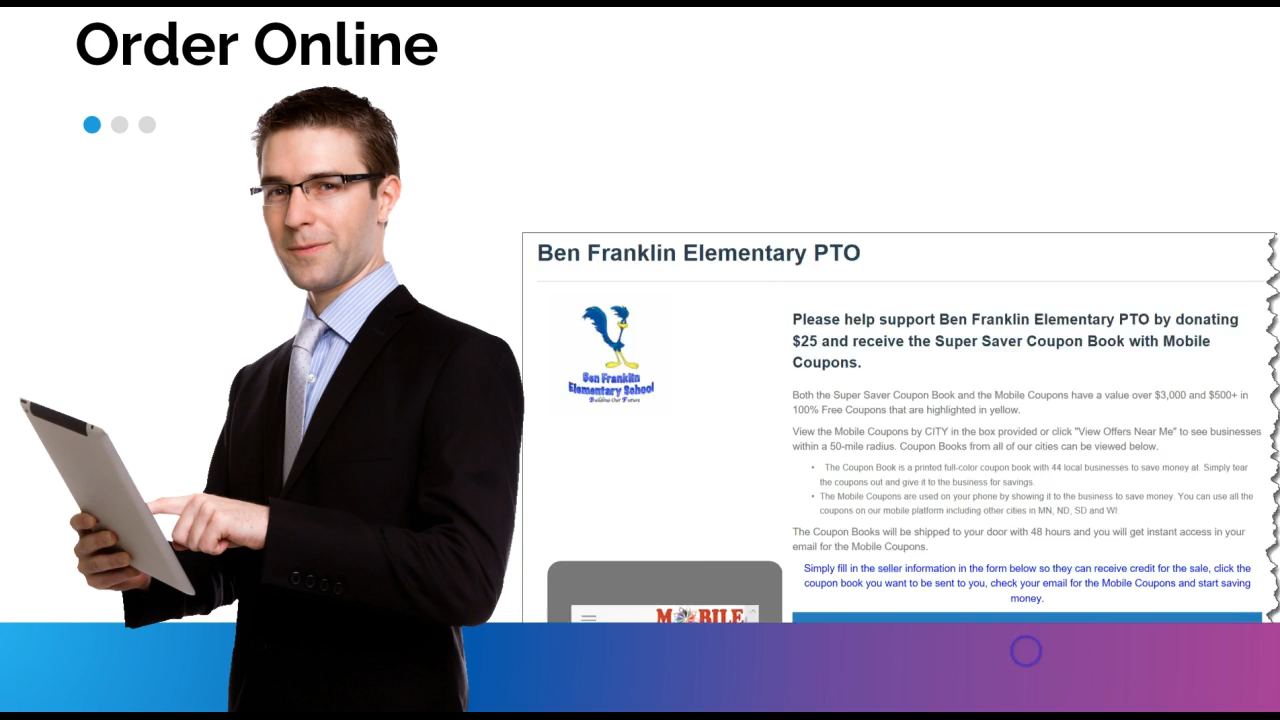 Order Online
Ben Franklin Elementary PTO
Ben Franklin
Elementary School
Building Our Future
Please help support Ben Franklin Elementary PTO by donating
$25 and receive the Super Saver Coupon Book with Mobile
Coupons.
Both the Super Saver Coupon Book and the Mobile Coupons have a value over $3,000 and $500+ in
100% Free Coupons that are highlighted in yellow.
View the Mobile Coupons by CITY in the box provided or click "View Offers Near Me" to see businesses
within a 50-mile radius. Coupon Books from all of our cities can be viewed below.
• The Coupon Book is a printed full-color coupon book with 44 local businesses to save money at. Simply tear
the coupons out and give it to the business for savings.
• The Mobile Coupons are used on your phone by showing it to the business to save money. You can use all the
coupons on our mobile platform including other cities in MN, ND, SD and WI.
The Coupon Books will be shipped to your door with 48 hours and you will get instant access in your
email for the Mobile Coupons.
Simply fill in the seller information in the form below so they can receive credit for the sale, click the
coupon book you want to be sent to you, check your email for the Mobile Coupons and start saving
money.
MOBILE